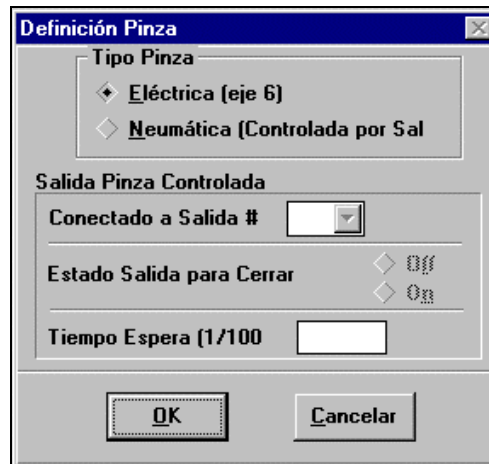 Definición Pinza
Tipo Pinza
Eléctrica (eje 6)
Neumática (Controlada por Sal
Salida Pinza Controlada
Conectado a Salida #
Estado Salida para Cerrar
Off
On
Tiempo Espera (1/100
OK
Cancelar